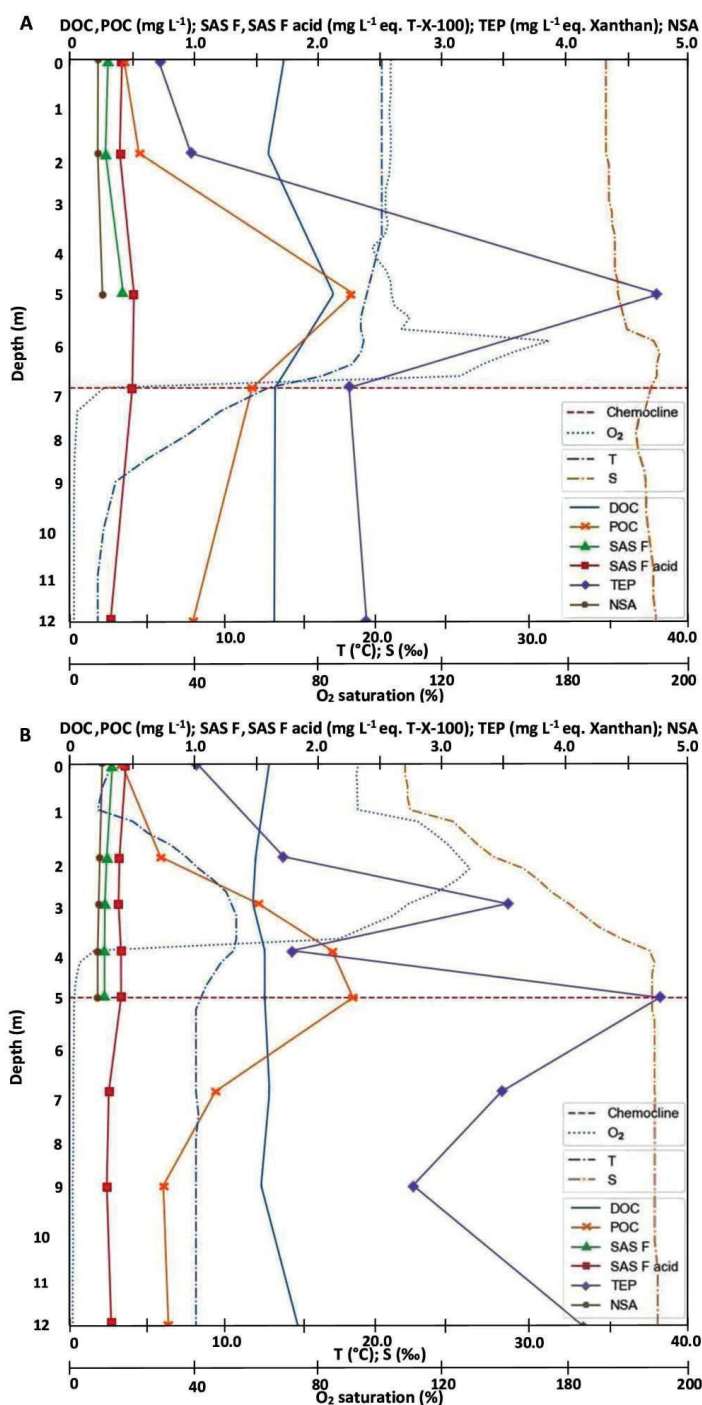 A
DOC, POC (mg L⁻¹); SAS F, SAS F acid (mg L⁻¹ eq. T-X-100); TEP (mg L⁻¹ eq. Xanthan); NSA
0 1.0 2.0 3.0 4.0 5.0
0
1
2
3
4
5
6
7
8
9
10
11
12
Depth (m)
Chemocline
O₂
T
S
DOC
POC
SAS F
SAS F acid
TEP
NSA
0 10.0 20.0 30.0 40.0
T (°C); S (‰)
0 40 80 120 180 200
O₂ saturation (%)
B
DOC, POC (mg L⁻¹); SAS F, SAS F acid (mg L⁻¹ eq. T-X-100); TEP (mg L⁻¹ eq. Xanthan); NSA
0 1.0 2.0 3.0 4.0 5.0
0
1
2
3
4
5
6
7
8
9
10
11
12
Depth (m)
Chemocline
O₂
T
S
DOC
POC
SAS F
SAS F acid
TEP
NSA
0 10.0 20.0 30.0 40.0
T (°C); S (‰)
0 40 80 120 180 200
O₂ saturation (%)